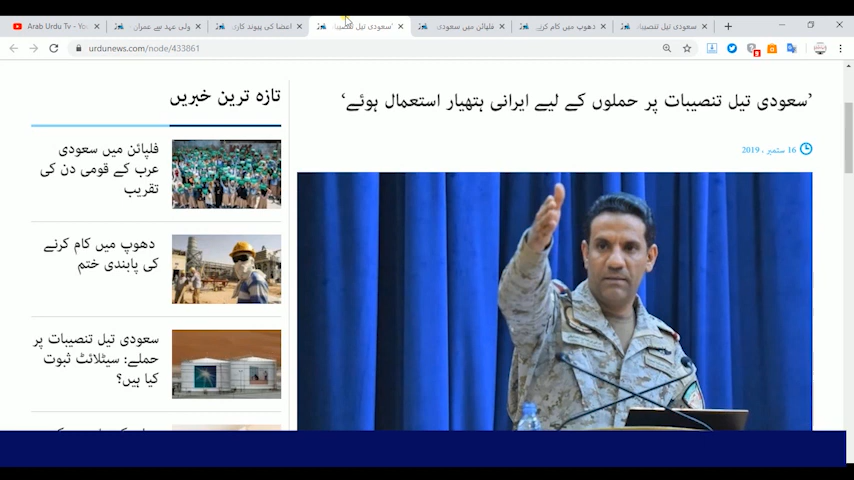 Arab Urdu Tv - Yo
ولی عہد سے عمران
اعضا کی پیوند کاری
’سعودی تیل تنصیبا
فلپائن میں سعودی
دھوپ میں کام کرنے
سعودی تیل تنصیبات
urdunews.com/node/433861
’سعودی تیل تنصیبات پر حملوں کے لیے ایرانی ہتھیار استعمال ہوئے‘
16 ستمبر ، 2019
تازہ ترین خبریں
فلپائن میں سعودی
عرب کے قومی دن کی
تقریب
دھوپ میں کام کرنے
کی پابندی ختم
سعودی تیل تنصیبات پر
حملے: سیٹلائٹ ثبوت
کیا ہیں؟